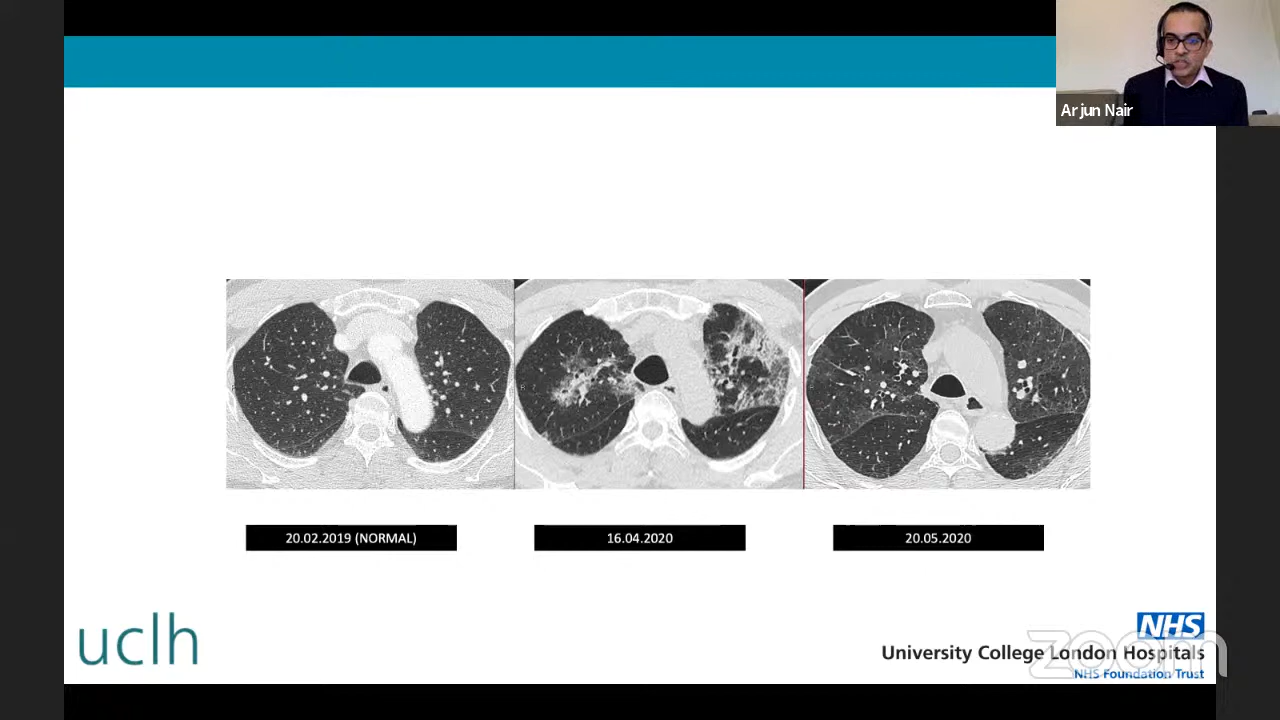 Arjun Nair
20.02.2019 (NORMAL)
16.04.2020
20.05.2020
uclh
NHS
University College London Hospitals
NHS Foundation Trust
zoom